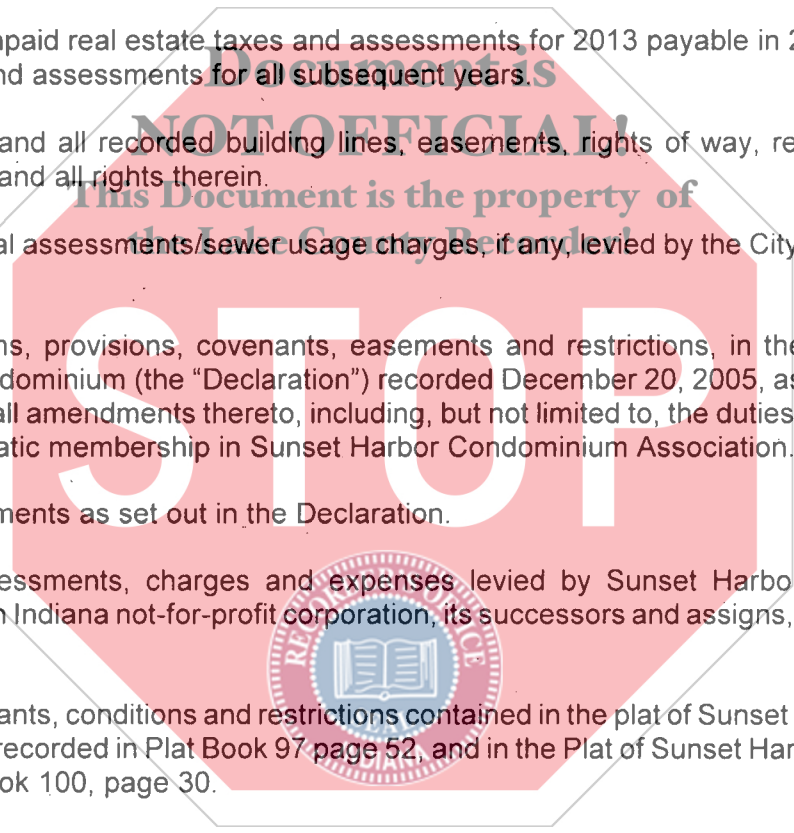 npaid real estate taxes and assessments for 2013 payable in 2
nd assessments for all subsequent years.
and all recorded building lines, easements, rights of way, re
and all rights therein.
al assessments/sewer usage charges, if any, levied by the City
ns, provisions, covenants, easements and restrictions, in the
dominium (the “Declaration”) recorded December 20, 2005, as
all amendments thereto, including, but not limited to, the duties
atic membership in Sunset Harbor Condominium Association.
ments as set out in the Declaration.
essments, charges and expenses levied by Sunset Harbo
n Indiana not-for-profit corporation, its successors and assigns,
ants, conditions and restrictions contained in the plat of Sunset
recorded in Plat Book 97 page 52, and in the Plat of Sunset Har
ok 100, page 30.
Document is
NOT OFFICIAL!
This Document is the property of
the Lake County Recorder!
STOP
RECORDER'S OFFICE
SEAL
INDIANA